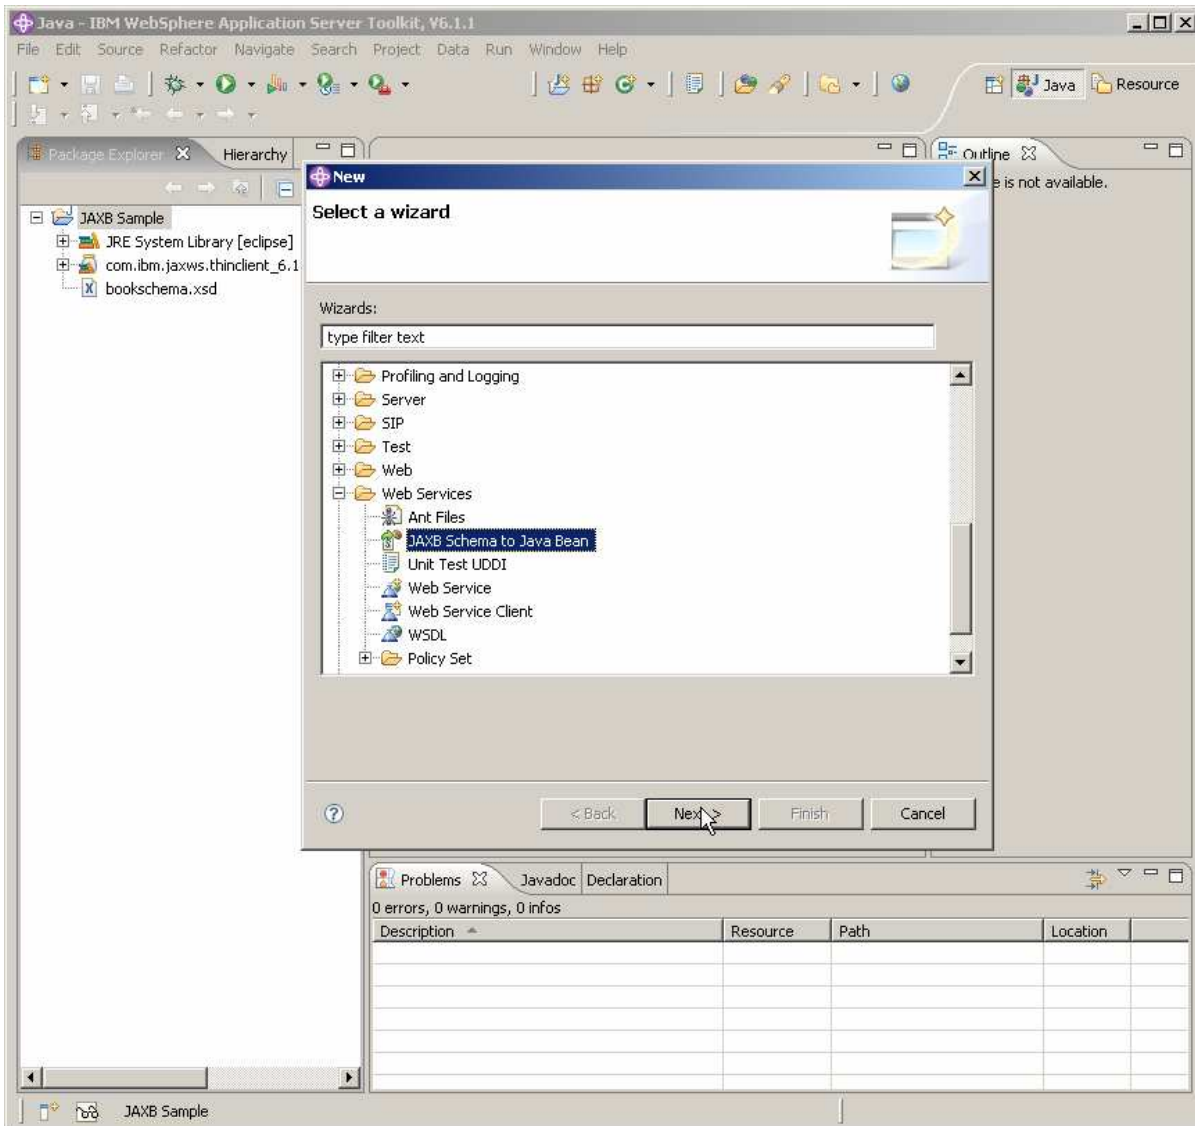 Java - IBM WebSphere Application Server Toolkit, V6.1.1
File Edit Source Refactor Navigate Search Project Data Run Window Help
Java Resource
Package Explorer Hierarchy
Outline
e is not available.
JAXB Sample
JRE System Library [eclipse]
com.ibm.jaxws.thinclient_6.1
bookschema.xsd
New
Select a wizard
Wizards:
type filter text
Profiling and Logging
Server
SIP
Test
Web
Web Services
Ant Files
JAXB Schema to Java Bean
Unit Test UDDI
Web Service
Web Service Client
WSDL
Policy Set
< Back Next > Finish Cancel
Problems Javadoc Declaration
0 errors, 0 warnings, 0 infos
Description Resource Path Location
JAXB Sample